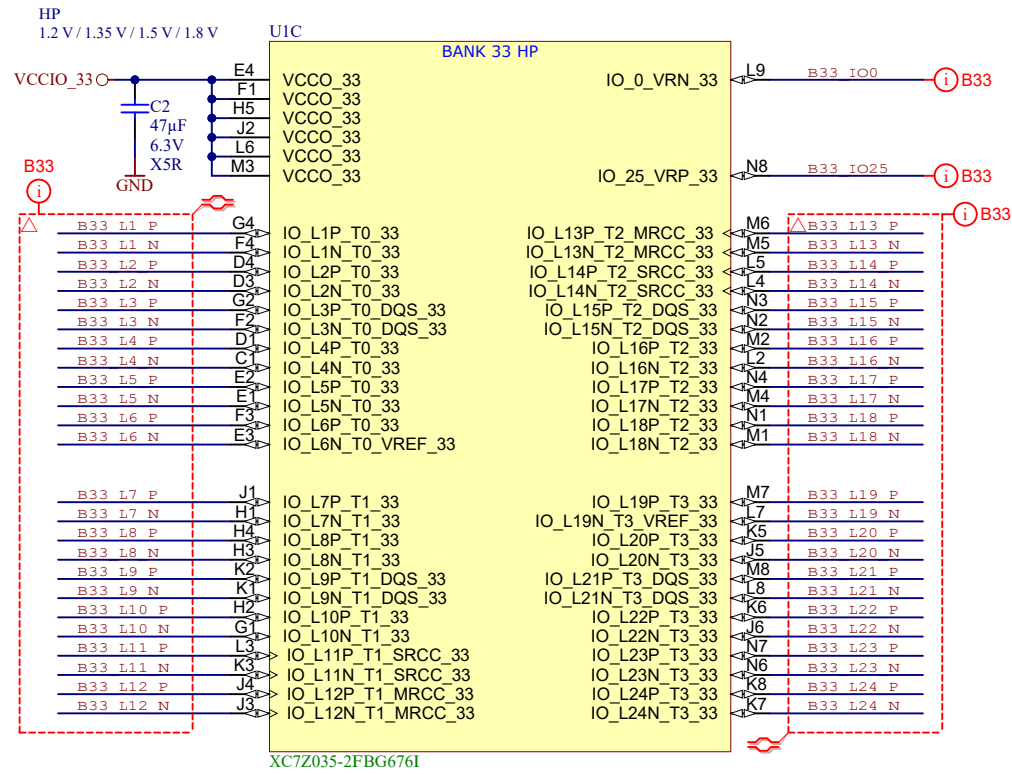 HP
1.2 V / 1.35 V / 1.5 V / 1.8 V
U1C
BANK 33 HP
VCCIO_33
E4 VCCO_33
F1 VCCO_33
H5 VCCO_33
J2 VCCO_33
L6 VCCO_33
M3 VCCO_33
C2
47µF
6.3V
X5R
GND
IO_0_VRN_33 L9 B33_IO0 i B33
IO_25_VRP_33 N8 B33_IO25 i B33
B33
i
i B33
B33_L1_P G4 IO_L1P_T0_33
B33_L1_N F4 IO_L1N_T0_33
B33_L2_P D4 IO_L2P_T0_33
B33_L2_N D3 IO_L2N_T0_33
B33_L3_P G2 IO_L3P_T0_DQS_33
B33_L3_N F2 IO_L3N_T0_DQS_33
B33_L4_P D1 IO_L4P_T0_33
B33_L4_N C1 IO_L4N_T0_33
B33_L5_P E2 IO_L5P_T0_33
B33_L5_N E1 IO_L5N_T0_33
B33_L6_P F3 IO_L6P_T0_33
B33_L6_N E3 IO_L6N_T0_VREF_33
B33_L7_P J1 IO_L7P_T1_33
B33_L7_N H1 IO_L7N_T1_33
B33_L8_P H4 IO_L8P_T1_33
B33_L8_N H3 IO_L8N_T1_33
B33_L9_P K2 IO_L9P_T1_DQS_33
B33_L9_N K1 IO_L9N_T1_DQS_33
B33_L10_P H2 IO_L10P_T1_33
B33_L10_N G1 IO_L10N_T1_33
B33_L11_P L3 IO_L11P_T1_SRCC_33
B33_L11_N K3 IO_L11N_T1_SRCC_33
B33_L12_P J4 IO_L12P_T1_MRCC_33
B33_L12_N J3 IO_L12N_T1_MRCC_33
IO_L13P_T2_MRCC_33 M6 B33_L13_P
IO_L13N_T2_MRCC_33 M5 B33_L13_N
IO_L14P_T2_SRCC_33 L5 B33_L14_P
IO_L14N_T2_SRCC_33 L4 B33_L14_N
IO_L15P_T2_DQS_33 N3 B33_L15_P
IO_L15N_T2_DQS_33 N2 B33_L15_N
IO_L16P_T2_33 M2 B33_L16_P
IO_L16N_T2_33 L2 B33_L16_N
IO_L17P_T2_33 N4 B33_L17_P
IO_L17N_T2_33 M4 B33_L17_N
IO_L18P_T2_33 N1 B33_L18_P
IO_L18N_T2_33 M1 B33_L18_N
IO_L19P_T3_33 M7 B33_L19_P
IO_L19N_T3_VREF_33 L7 B33_L19_N
IO_L20P_T3_33 K5 B33_L20_P
IO_L20N_T3_33 J5 B33_L20_N
IO_L21P_T3_DQS_33 M8 B33_L21_P
IO_L21N_T3_DQS_33 L8 B33_L21_N
IO_L22P_T3_33 K6 B33_L22_P
IO_L22N_T3_33 J6 B33_L22_N
IO_L23P_T3_33 N7 B33_L23_P
IO_L23N_T3_33 N6 B33_L23_N
IO_L24P_T3_33 K8 B33_L24_P
IO_L24N_T3_33 K7 B33_L24_N
XC7Z035-2FBG676I